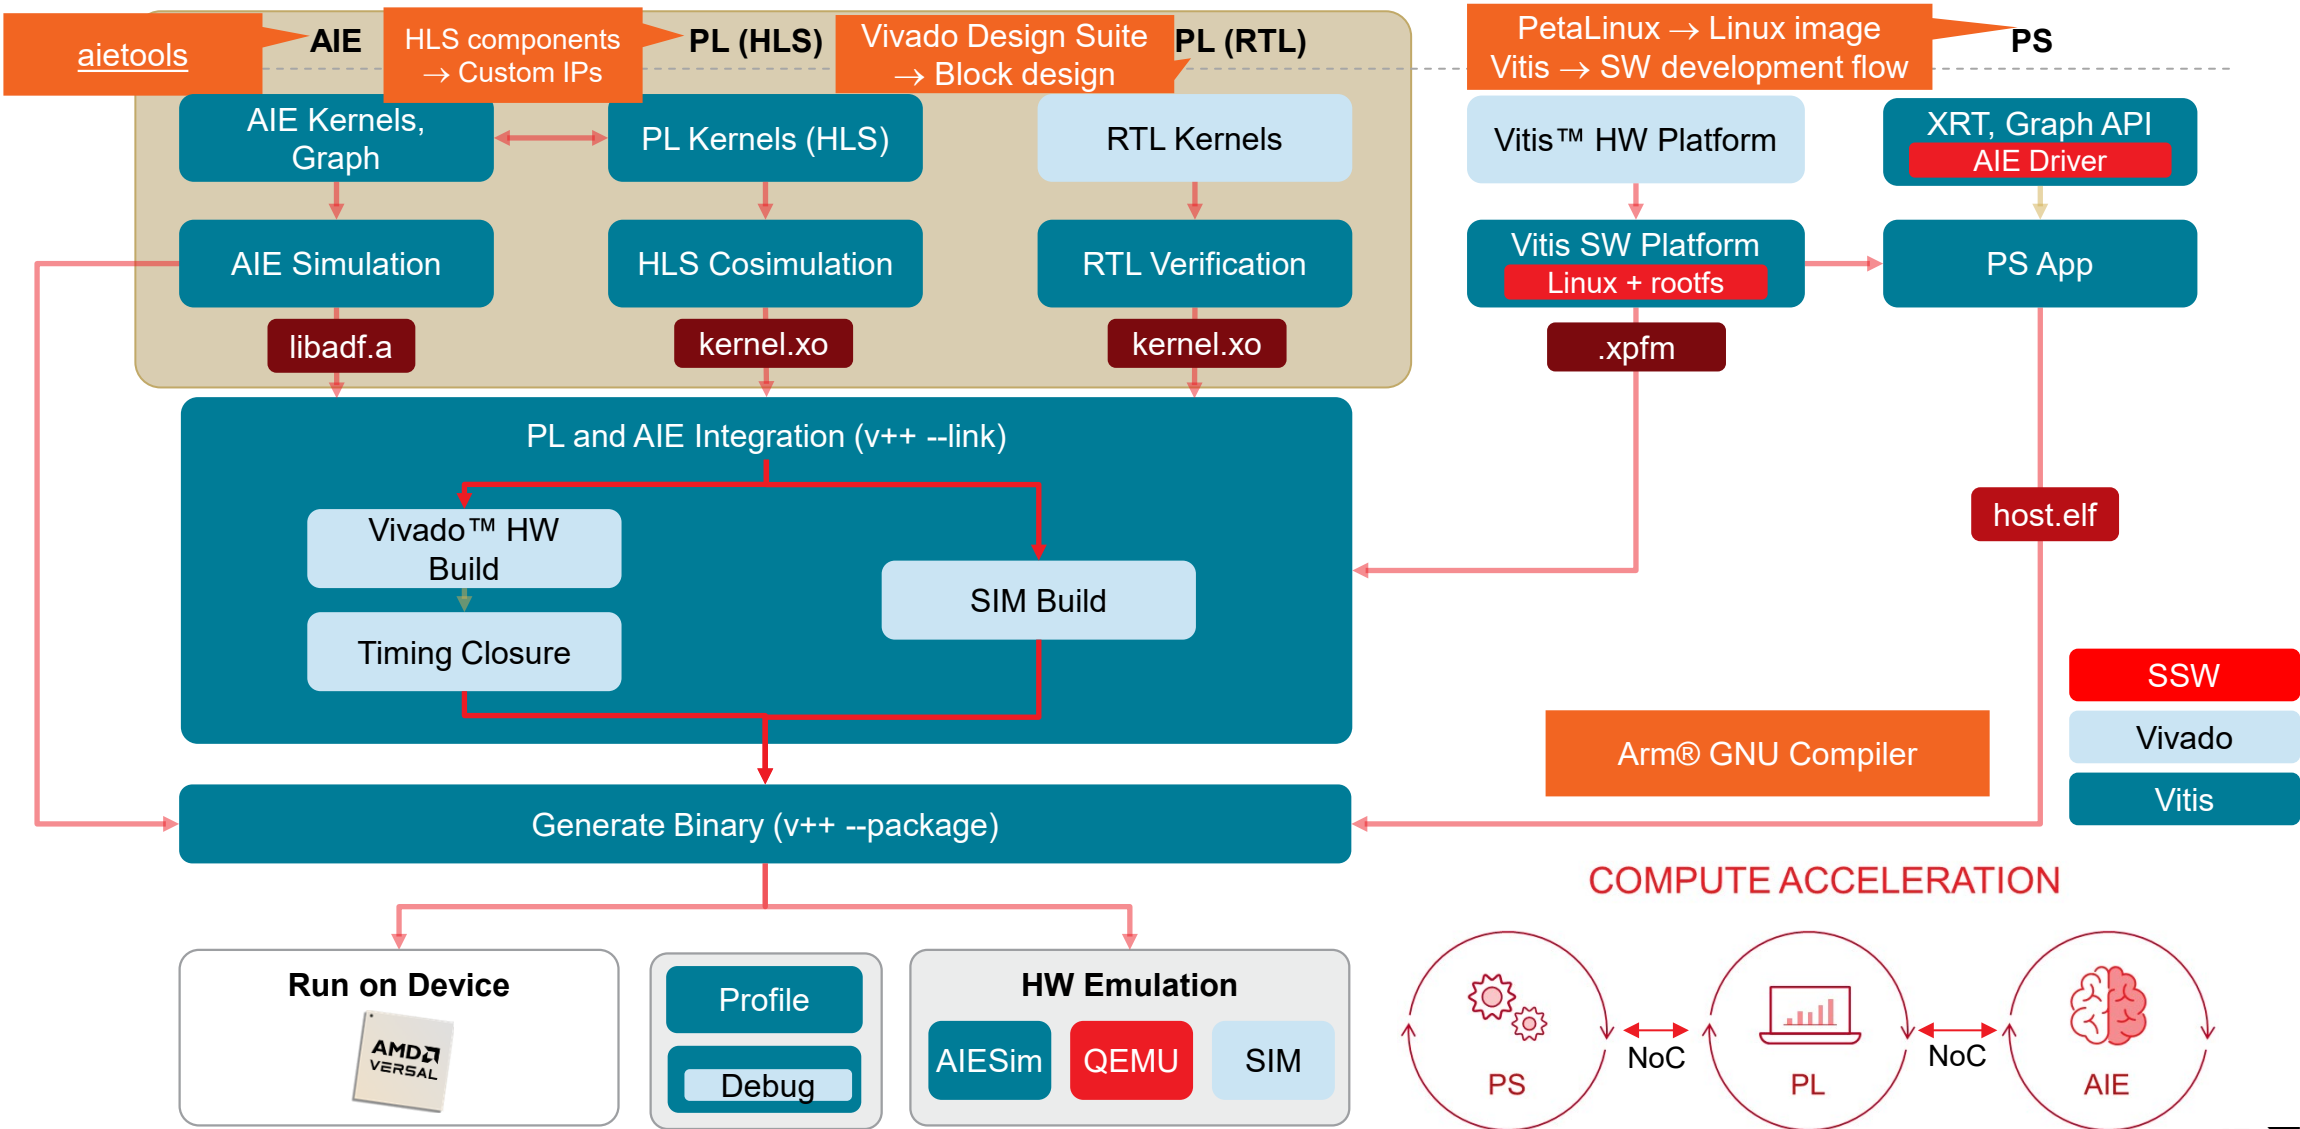 aietools
AIE
HLS components
→ Custom IPs
PL (HLS)
Vivado Design Suite
→ Block design
PL (RTL)
PetaLinux → Linux image
Vitis → SW development flow
PS
AIE Kernels,
Graph
PL Kernels (HLS)
RTL Kernels
Vitis™ HW Platform
XRT, Graph API
AIE Driver
AIE Simulation
HLS Cosimulation
RTL Verification
Vitis SW Platform
Linux + rootfs
PS App
libadf.a
kernel.xo
kernel.xo
.xpfm
PL and AIE Integration (v++ --link)
Vivado™ HW
Build
SIM Build
Timing Closure
host.elf
SSW
Vivado
Vitis
Arm® GNU Compiler
Generate Binary (v++ --package)
COMPUTE ACCELERATION
Run on Device
AMD
VERSAL
Profile
Debug
HW Emulation
AIESim
QEMU
SIM
PS
NoC
PL
NoC
AIE